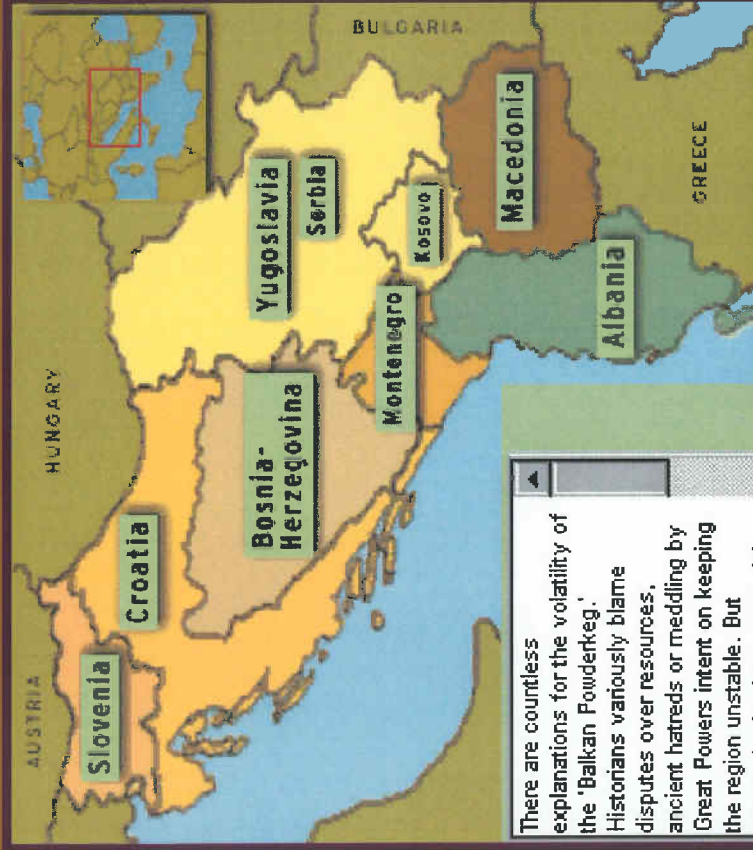 AUSTRIA
HUNGARY
Slovenia
Croatia
Bosnia-
Herzegovina
Yugoslavia
Serbia
BULGARIA
Montenegro
Kosovo
Macedonia
Albania
GREECE
There are countless
explanations for the volatility of
the 'Balkan Powderkeg.'
Historians variously blame
disputes over resources,
ancient hatreds or meddling by
Great Powers intent on keeping
the region unstable. But